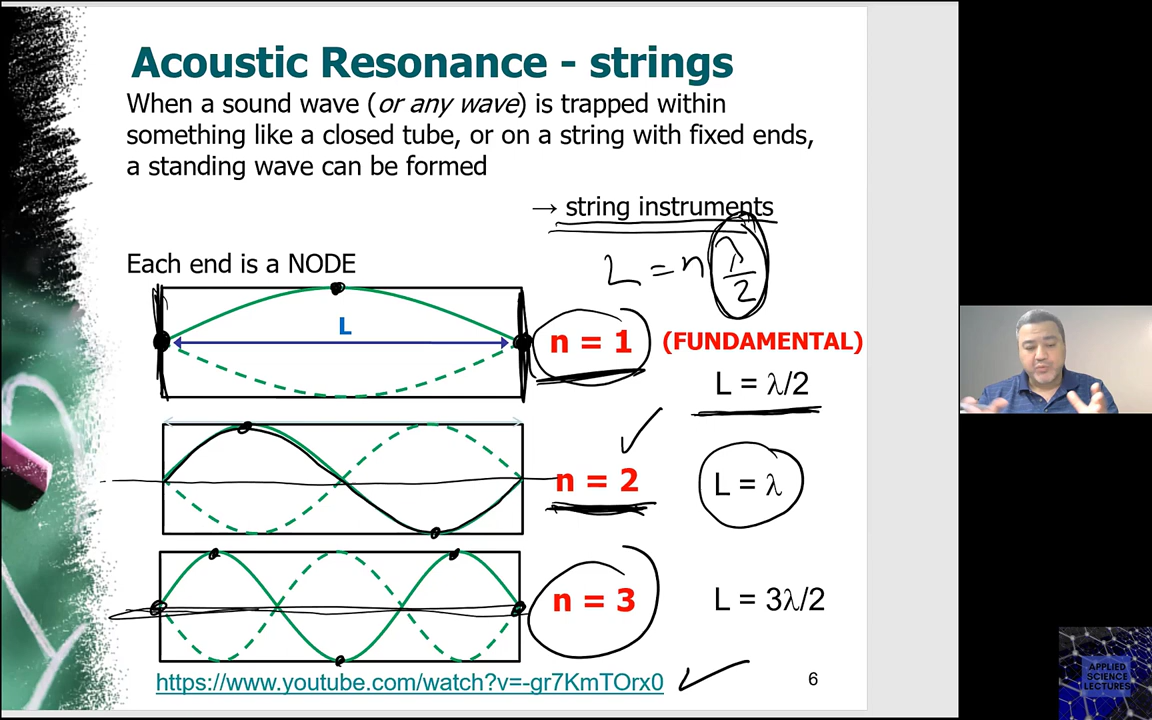 Acoustic Resonance - strings
When a sound wave (or any wave) is trapped within
something like a closed tube, or on a string with fixed ends,
a standing wave can be formed
→ string instruments
L = n λ/2
Each end is a NODE
L
n = 1 (FUNDAMENTAL)
L = λ/2
n = 2
L = λ
n = 3
L = 3λ/2
https://www.youtube.com/watch?v=-gr7KmTOrx0
6
APPLIED
SCIENCE
LECTURES